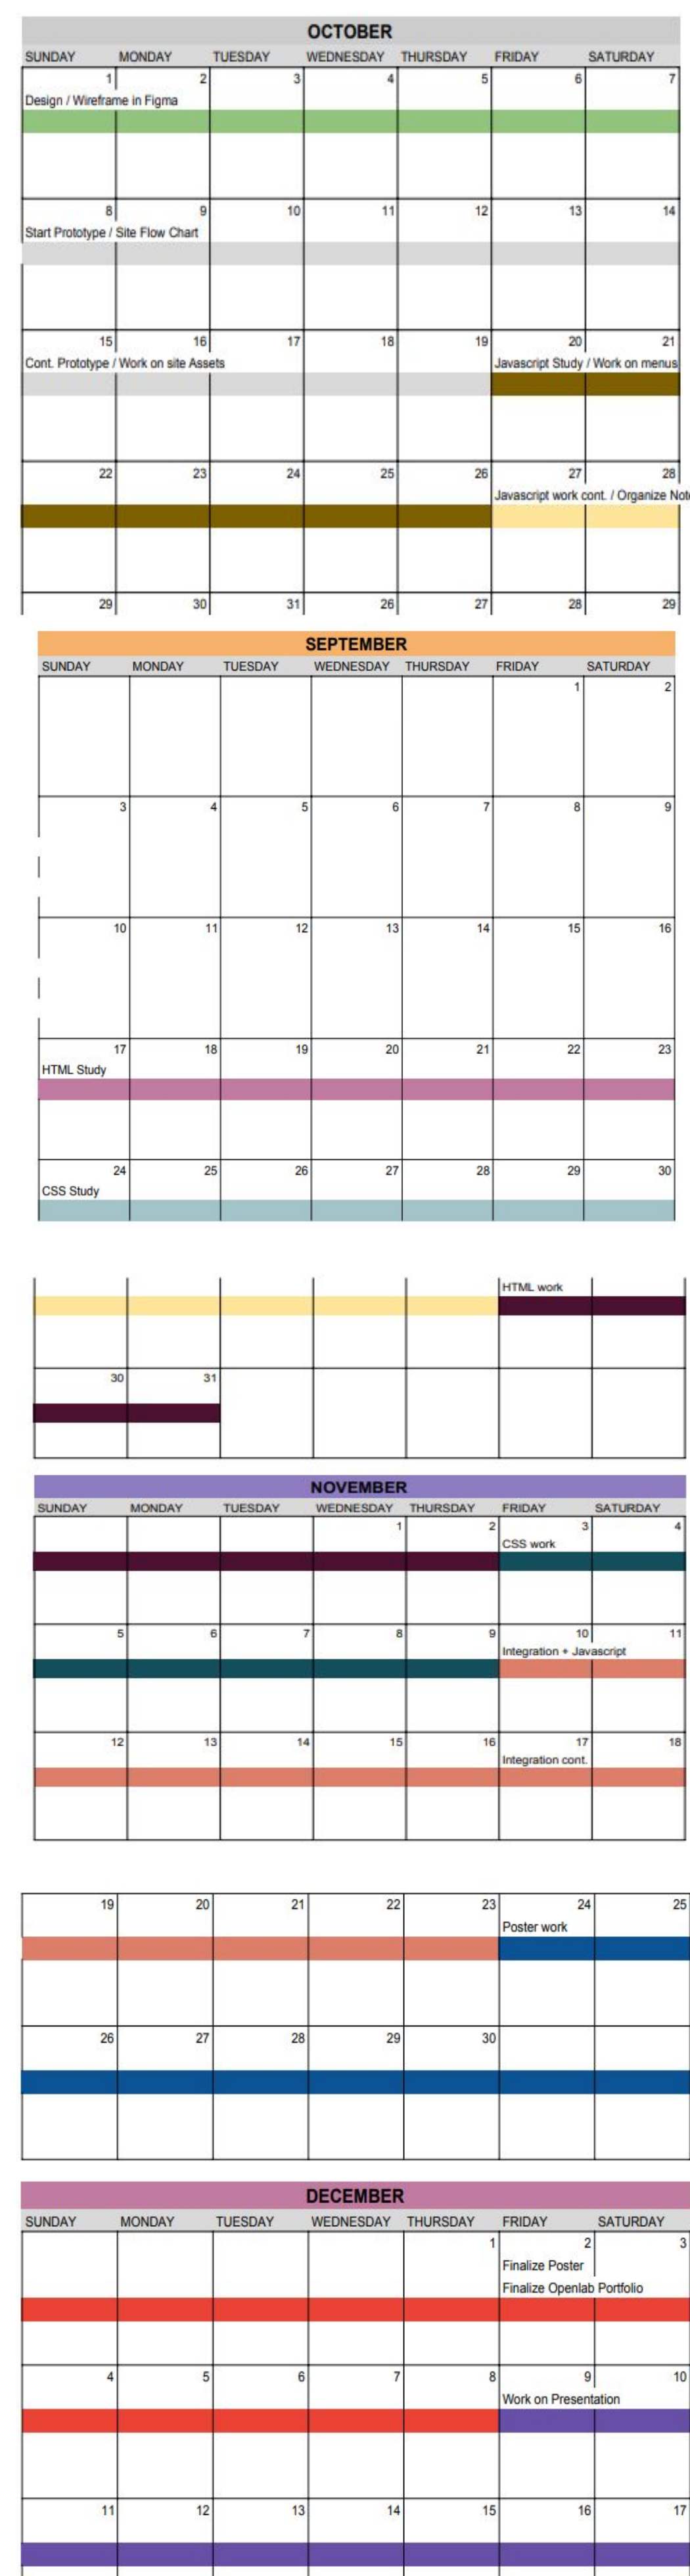 OCTOBER
SUNDAY MONDAY TUESDAY WEDNESDAY THURSDAY FRIDAY SATURDAY
1 2 3 4 5 6 7
Design / Wireframe in Figma
8 9 10 11 12 13 14
Start Prototype / Site Flow Chart
15 16 17 18 19 20 21
Cont. Prototype / Work on site Assets Javascript Study / Work on menus
22 23 24 25 26 27 28
Javascript work cont. / Organize Not
29 30 31 26 27 28 29
SEPTEMBER
SUNDAY MONDAY TUESDAY WEDNESDAY THURSDAY FRIDAY SATURDAY
1 2
3 4 5 6 7 8 9
10 11 12 13 14 15 16
17 18 19 20 21 22 23
HTML Study
24 25 26 27 28 29 30
CSS Study
HTML work
30 31
NOVEMBER
SUNDAY MONDAY TUESDAY WEDNESDAY THURSDAY FRIDAY SATURDAY
1 2 3 4
CSS work
5 6 7 8 9 10 11
Integration + Javascript
12 13 14 15 16 17 18
Integration cont.
19 20 21 22 23 24 25
Poster work
26 27 28 29 30
DECEMBER
SUNDAY MONDAY TUESDAY WEDNESDAY THURSDAY FRIDAY SATURDAY
1 2 3
Finalize Poster
Finalize Openlab Portfolio
4 5 6 7 8 9 10
Work on Presentation
11 12 13 14 15 16 17